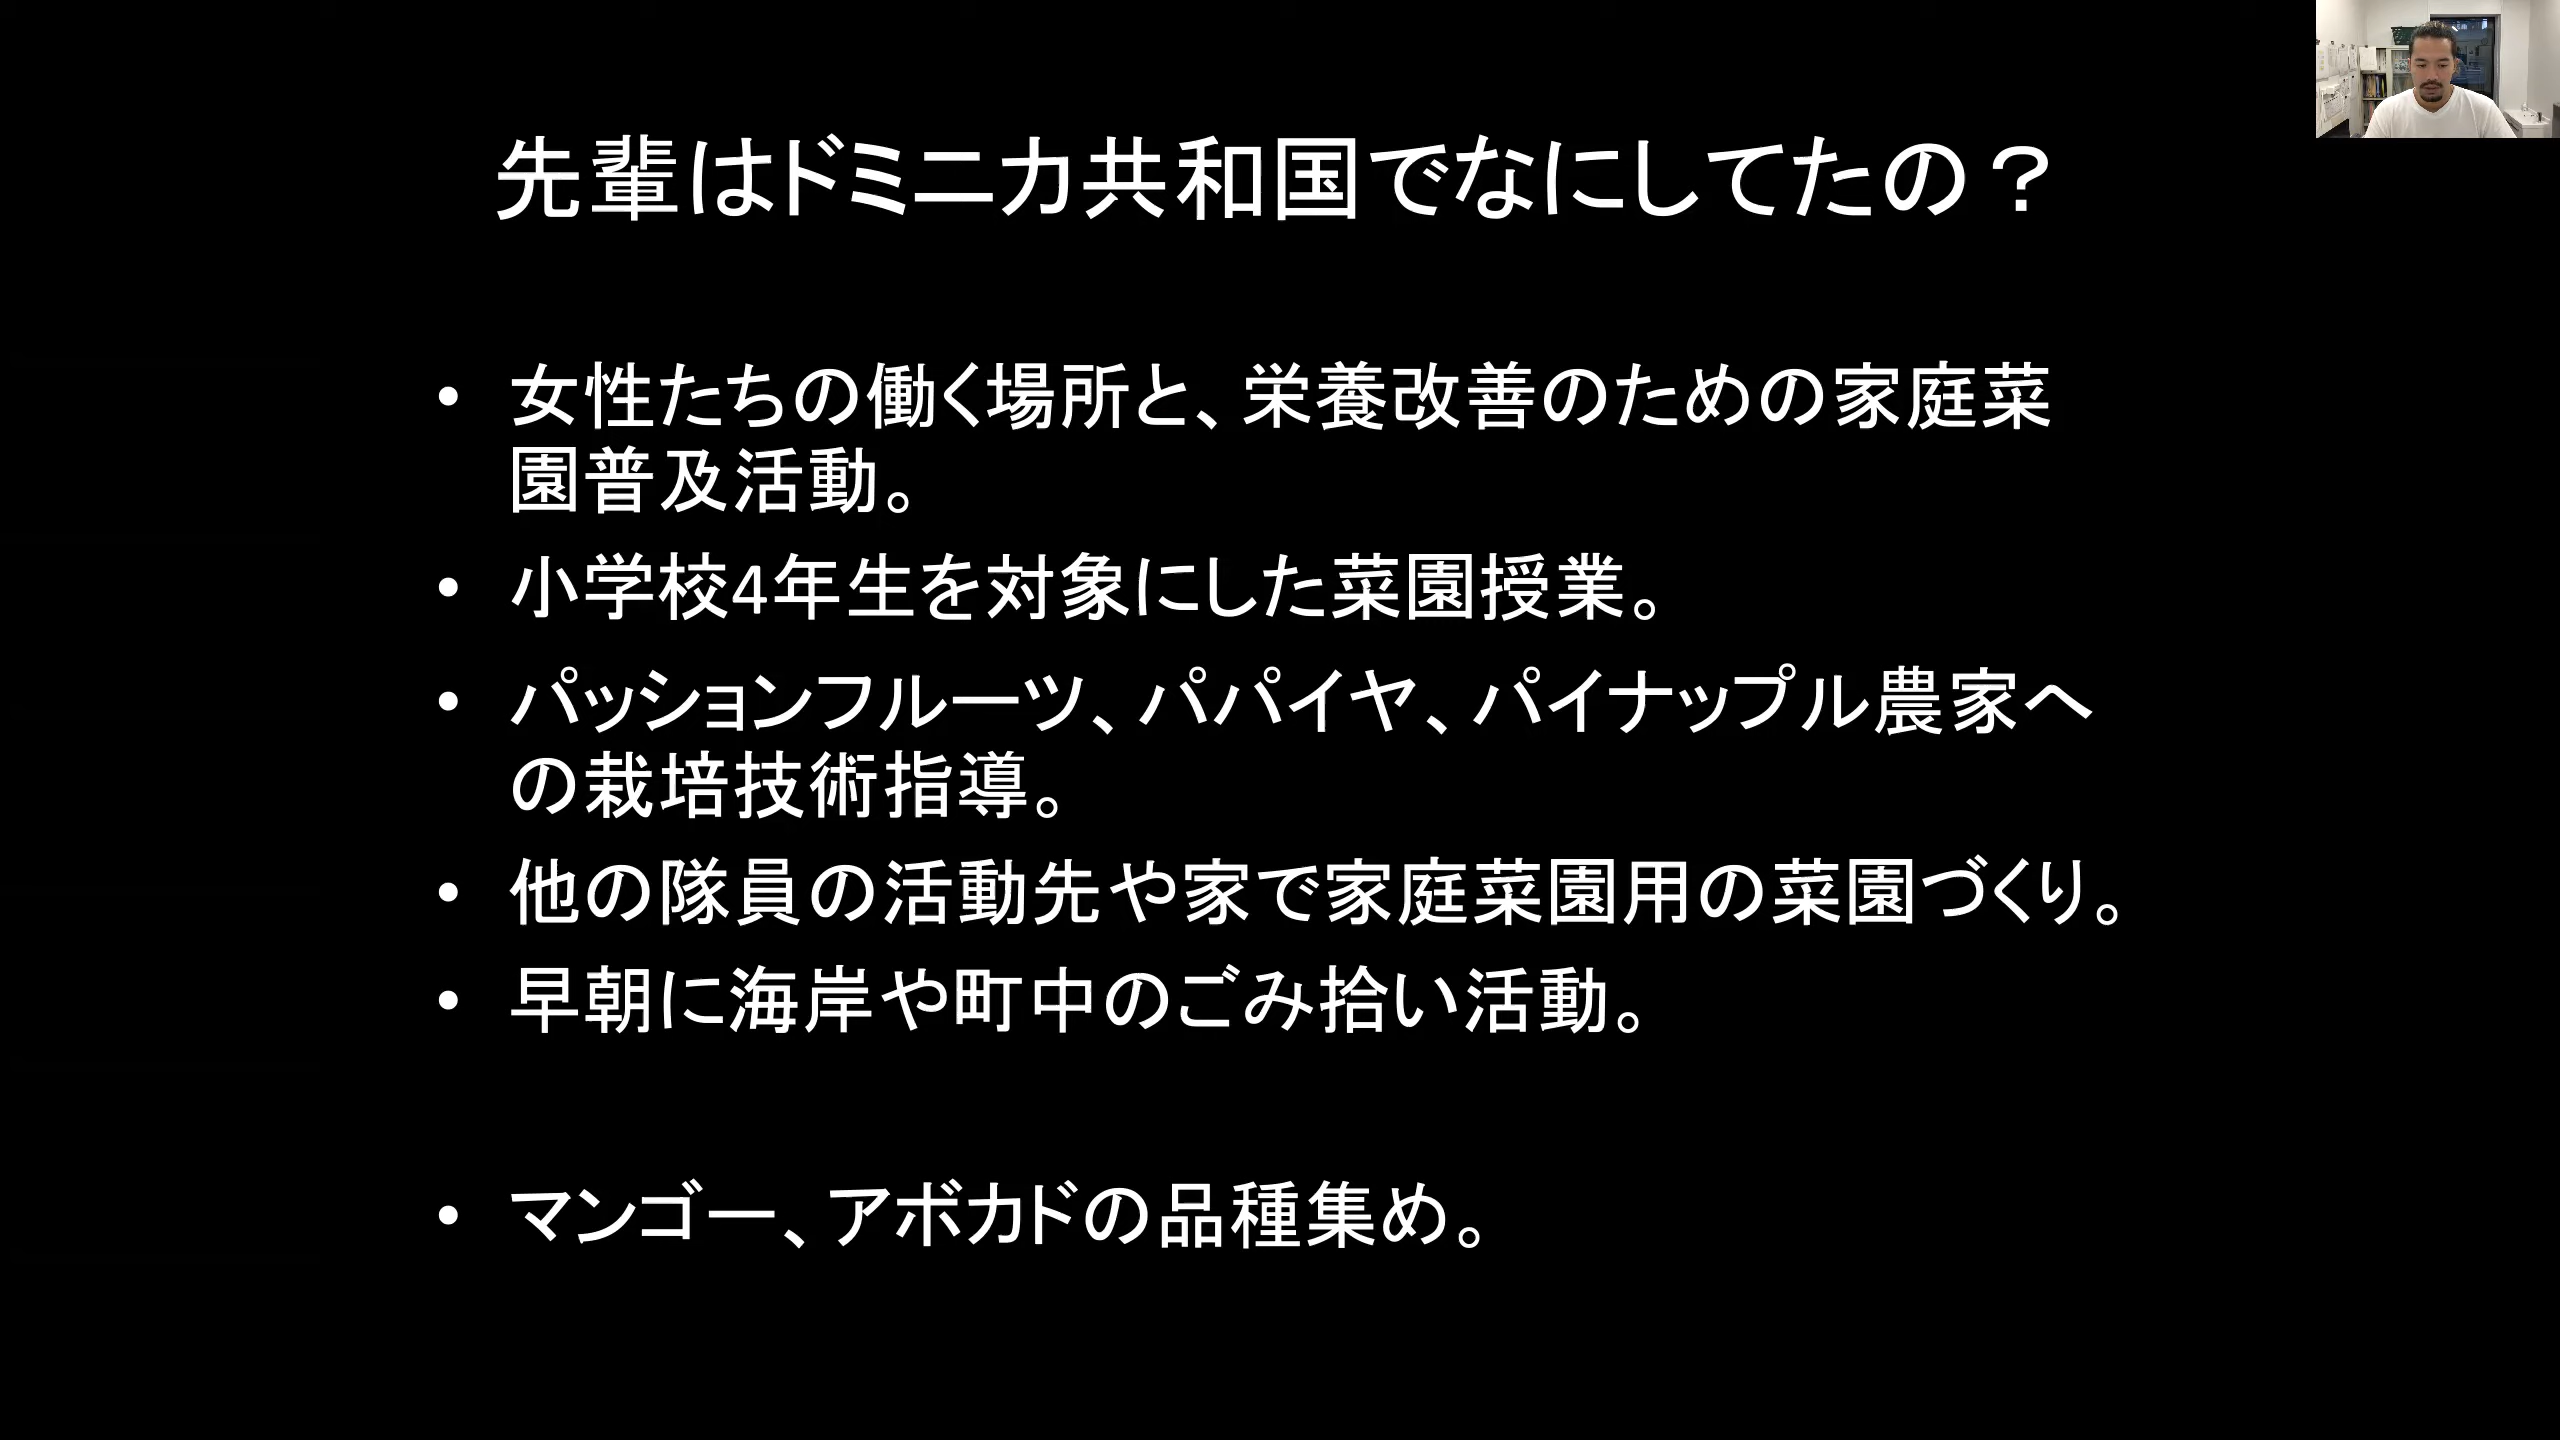 先輩はドミニカ共和国でなにしてたの？
• 女性たちの働く場所と、栄養改善のための家庭菜
園普及活動。
• 小学校4年生を対象にした菜園授業。
• パッションフルーツ、パパイヤ、パイナップル農家へ
の栽培技術指導。
• 他の隊員の活動先や家で家庭菜園用の菜園づくり。
• 早朝に海岸や町中のごみ拾い活動。
• マンゴー、アボカドの品種集め。